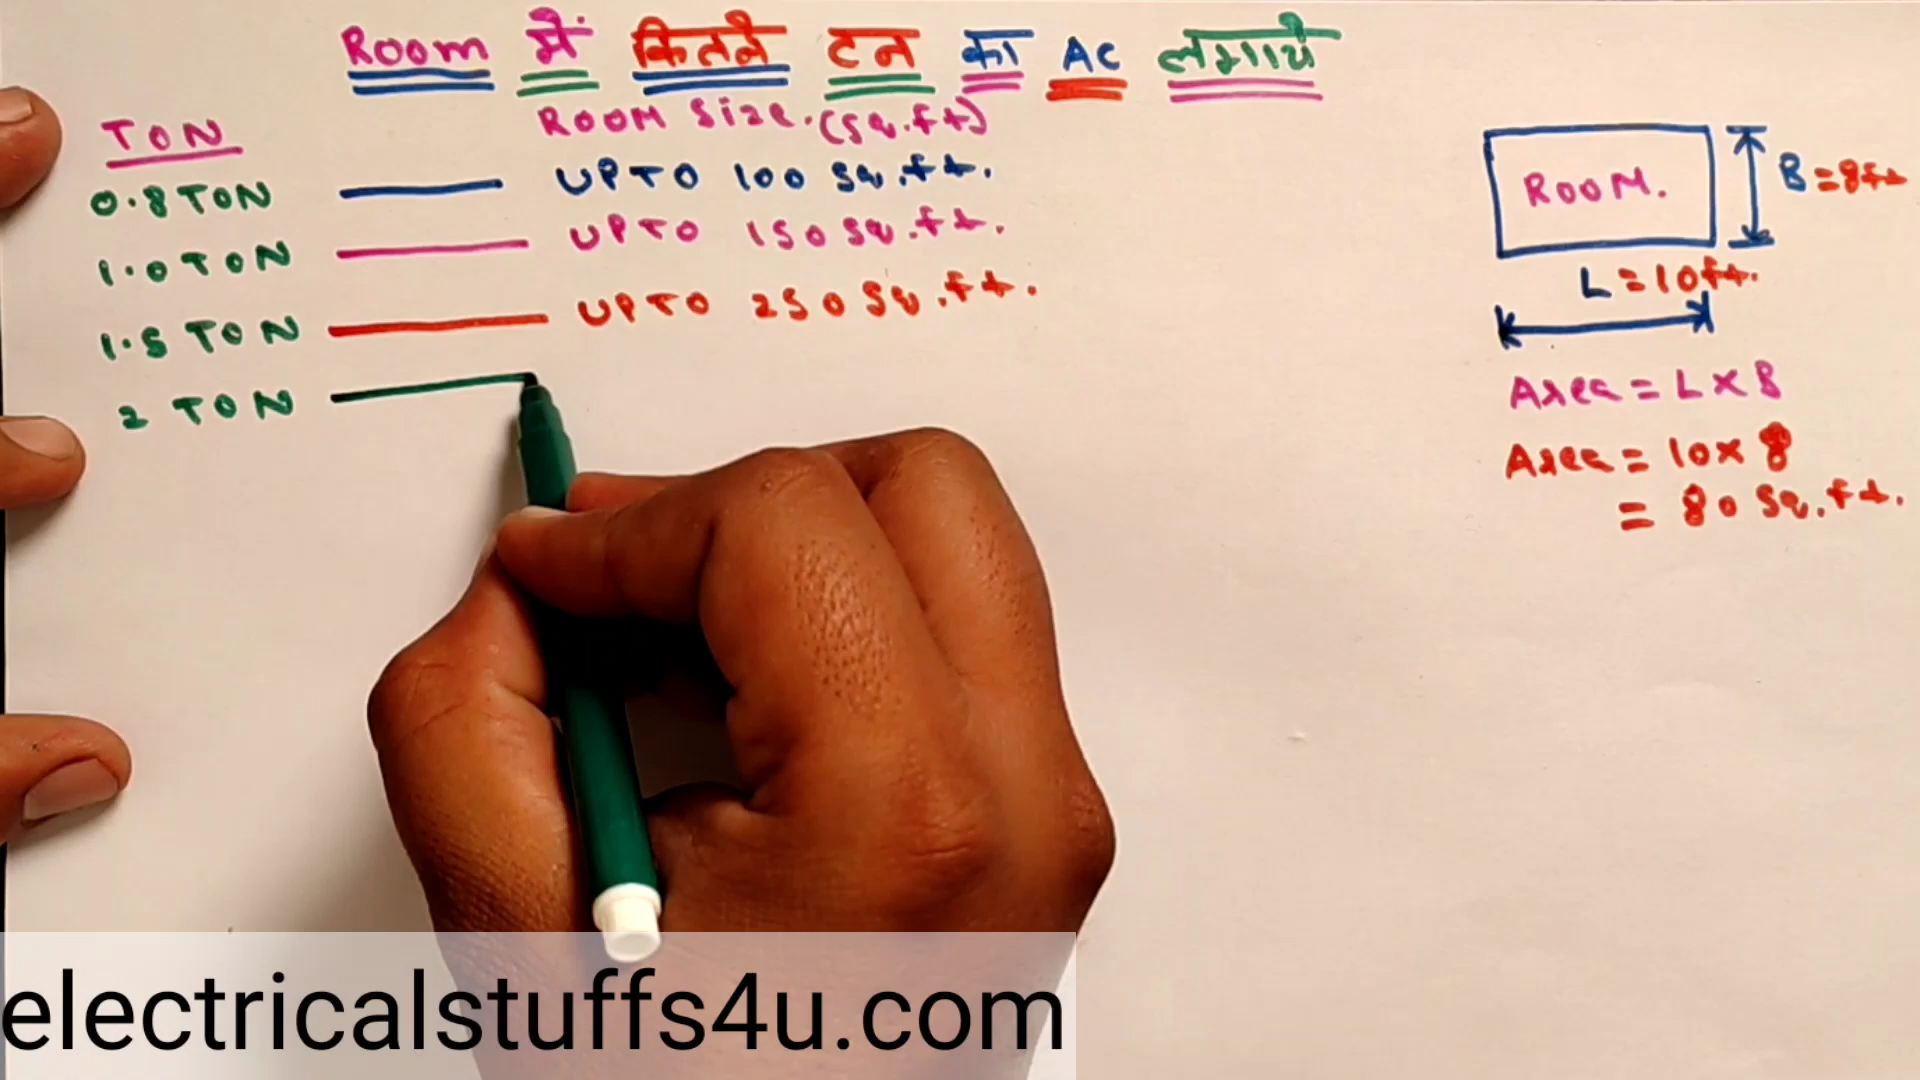 Room में कितने टन का AC लगाये
TON
ROOM Size. (Sq.ft)
0.8 TON UPTO 100 Sq.ft.
1.0 TON UPTO 150 Sq.ft.
1.5 TON UPTO 250 Sq.ft.
2 TON
ROOM.
B = 8ft
L = 10ft.
Area = L x B
Area = 10 x 8
= 80 Sq.ft.
electricalstuffs4u.com